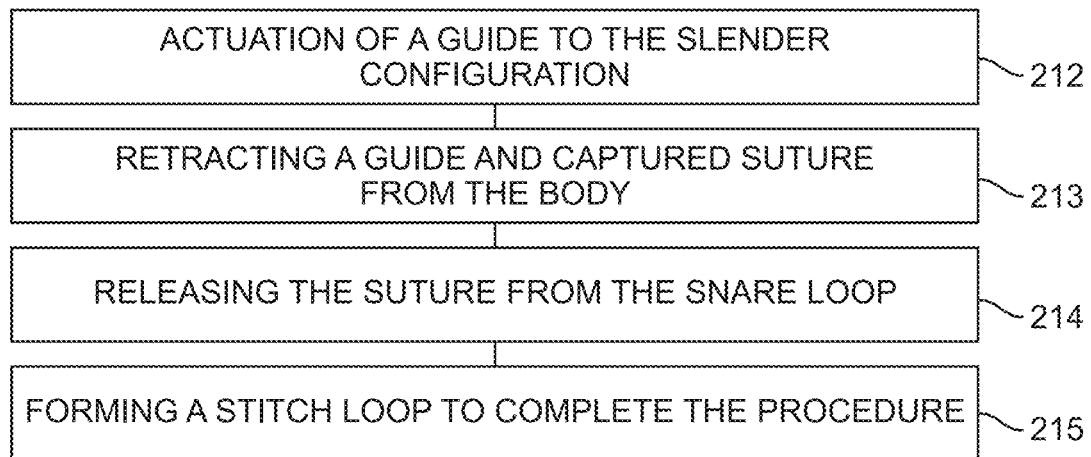 ACTUATION OF A GUIDE TO THE SLENDER
CONFIGURATION
212
RETRACTING A GUIDE AND CAPTURED SUTURE
FROM THE BODY
213
RELEASING THE SUTURE FROM THE SNARE LOOP
214
FORMING A STITCH LOOP TO COMPLETE THE PROCEDURE
215